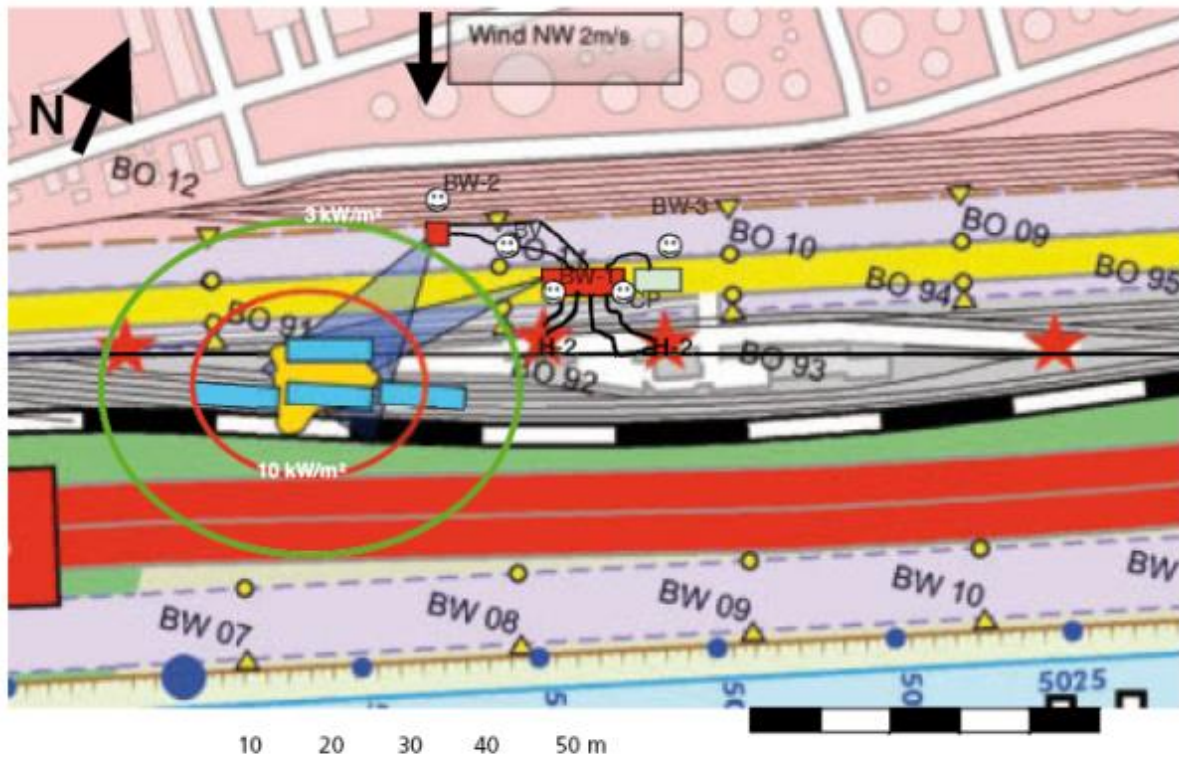 Wind NW 2m/s
N
BO 12
BW-2
3 kW/m²
BW-3
BO 10
BO 09
BW-1
BO 94
BO 95
BO 91
CP
H-2
H-2
BO 92
BO 93
10 kW/m²
BW 07
BW 08
BW 09
BW 10
BW
5025
10 20 30 40 50 m